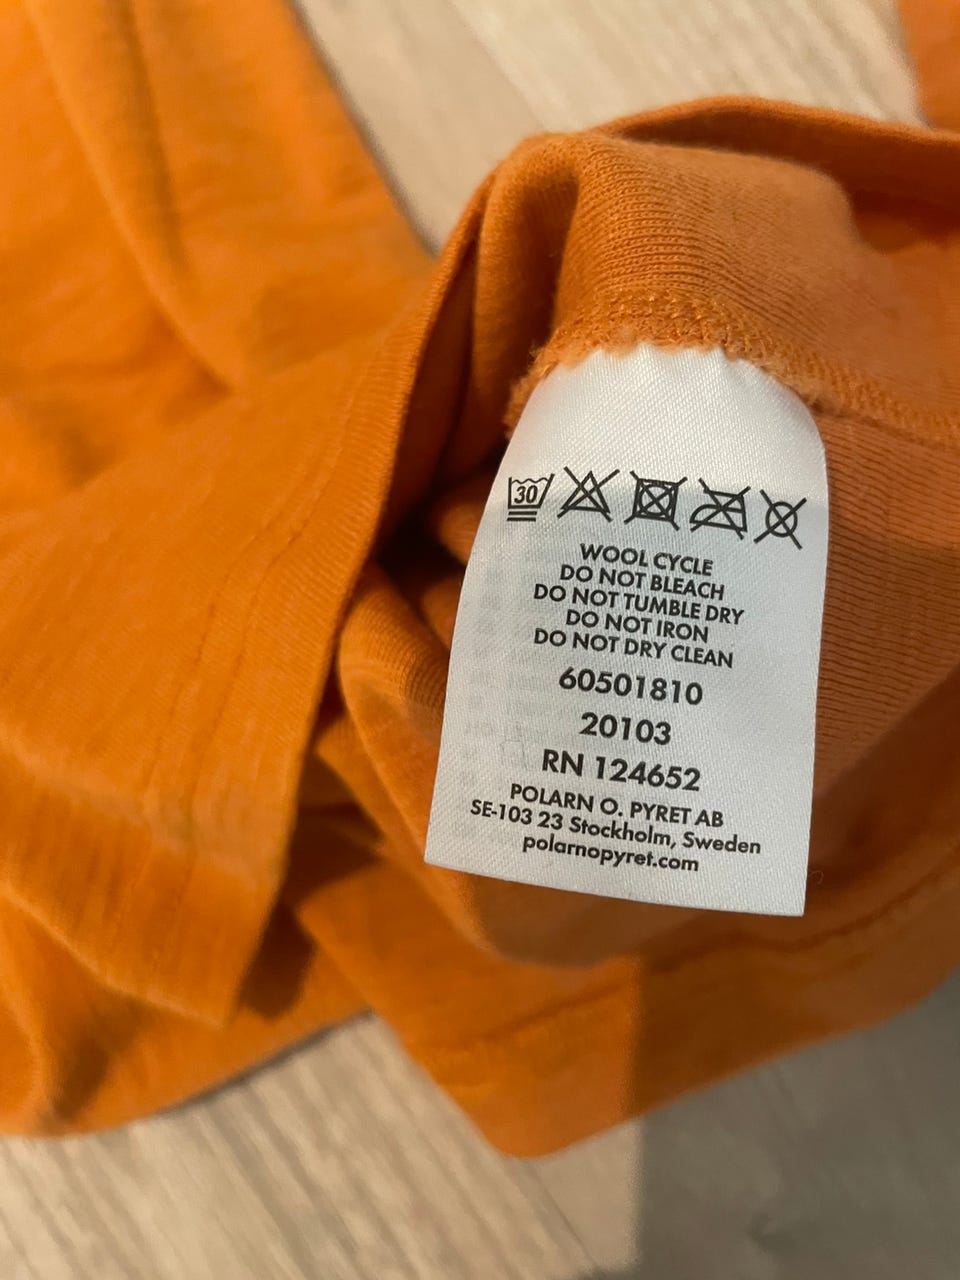 30
WOOL CYCLE
DO NOT BLEACH
DO NOT TUMBLE DRY
DO NOT IRON
DO NOT DRY CLEAN
60501810
20103
RN 124652
POLARN O. PYRET AB
SE-103 23 Stockholm, Sweden
polarnopyret.com